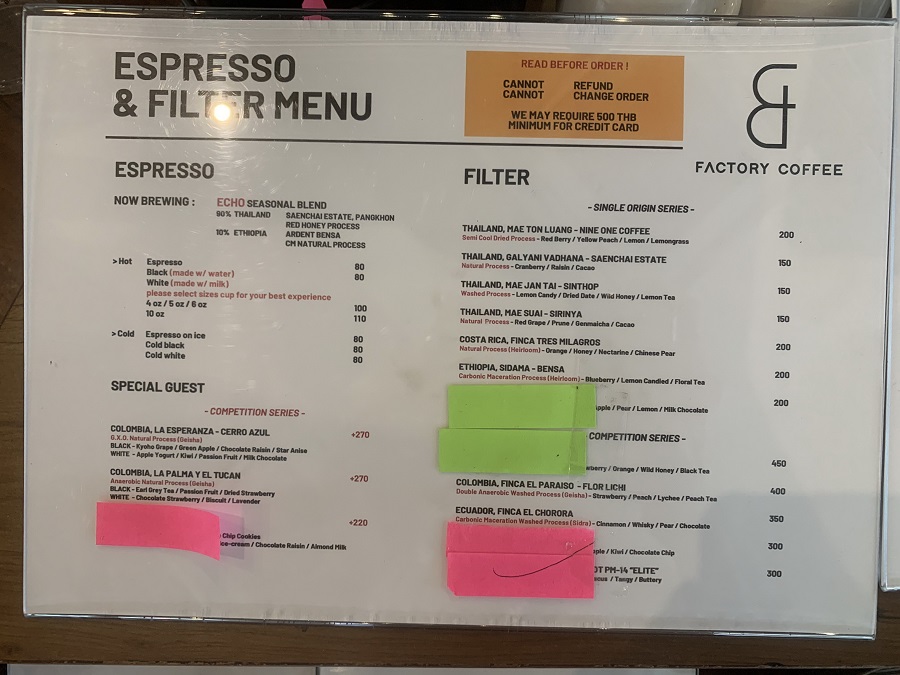 ESPRESSO
& FILTER MENU
READ BEFORE ORDER !
CANNOT REFUND
CANNOT CHANGE ORDER
WE MAY REQUIRE 500 THB
MINIMUM FOR CREDIT CARD
FACTORY COFFEE
ESPRESSO
NOW BREWING : ECHO SEASONAL BLEND
90% THAILAND SAENCHAI ESTATE, PANGKHON
RED HONEY PROCESS
10% ETHIOPIA ARDENT BENSA
CM NATURAL PROCESS
> Hot Espresso 80
Black (made w/ water) 80
White (made w/ milk)
please select sizes cup for your best experience
4 oz / 5 oz / 6 oz 100
10 oz 110
> Cold Espresso on ice 80
Cold black 80
Cold white 80
SPECIAL GUEST
- COMPETITION SERIES -
COLOMBIA, LA ESPERANZA - CERRO AZUL +270
G.X.O. Natural Process (Geisha)
BLACK - Kyoho Grape / Green Apple / Chocolate Raisin / Star Anise
WHITE - Apple Yogurt / Kiwi / Passion Fruit / Milk Chocolate
COLOMBIA, LA PALMA Y EL TUCAN +270
Anaerobic Natural Process (Geisha)
BLACK - Earl Grey Tea / Passion Fruit / Dried Strawberry
WHITE - Chocolate Strawberry / Biscuit / Lavender
+220
Chip Cookies
ice-cream / Chocolate Raisin / Almond Milk
FILTER
- SINGLE ORIGIN SERIES -
THAILAND, MAE TON LUANG - NINE ONE COFFEE 200
Semi Cool Dried Process - Red Berry / Yellow Peach / Lemon / Lemongrass
THAILAND, GALYANI VADHANA - SAENCHAI ESTATE 150
Natural Process - Cranberry / Raisin / Cacao
THAILAND, MAE JAN TAI - SINTHOP 150
Washed Process - Lemon Candy / Dried Date / Wild Honey / Lemon Tea
THAILAND, MAE SUAI - SIRINYA 150
Natural Process - Red Grape / Prune / Genmaicha / Cacao
COSTA RICA, FINCA TRES MILAGROS 200
Natural Process (Heirloom) - Orange / Honey / Nectarine / Chinese Pear
ETHIOPIA, SIDAMA - BENSA 200
Carbonic Maceration Process (Heirloom) - Blueberry / Lemon Candied / Floral Tea
200
/ Pear / Lemon / Milk Chocolate
COMPETITION SERIES -
450
/ Orange / Wild Honey / Black Tea
COLOMBIA, FINCA EL PARAISO - FLOR LICHI 400
Double Anaerobic Washed Process (Geisha) - Strawberry / Peach / Lychee / Peach Tea
ECUADOR, FINCA EL CHORORA 350
Carbonic Maceration Washed Process (Sidra) - Cinnamon / Whisky / Pear / Chocolate
300
/ Kiwi / Chocolate Chip
PM-14 "ELITE" 300
/ Tangy / Buttery